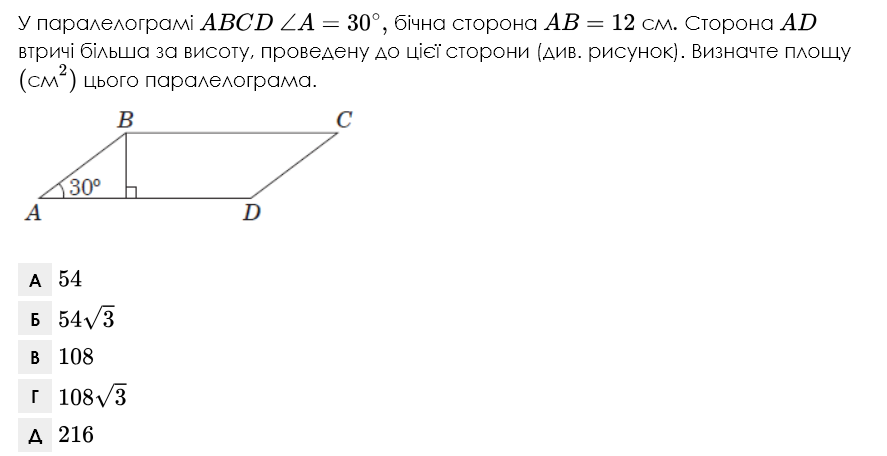 У паралелограмі ABCD ∠A = 30°, бічна сторона AB = 12 см. Сторона AD
втричі більша за висоту, проведену до цієї сторони (див. рисунок). Визначте площу
(см²) цього паралелограма.
B C
30º
A D
А 54
Б 54√3
В 108
Г 108√3
Д 216